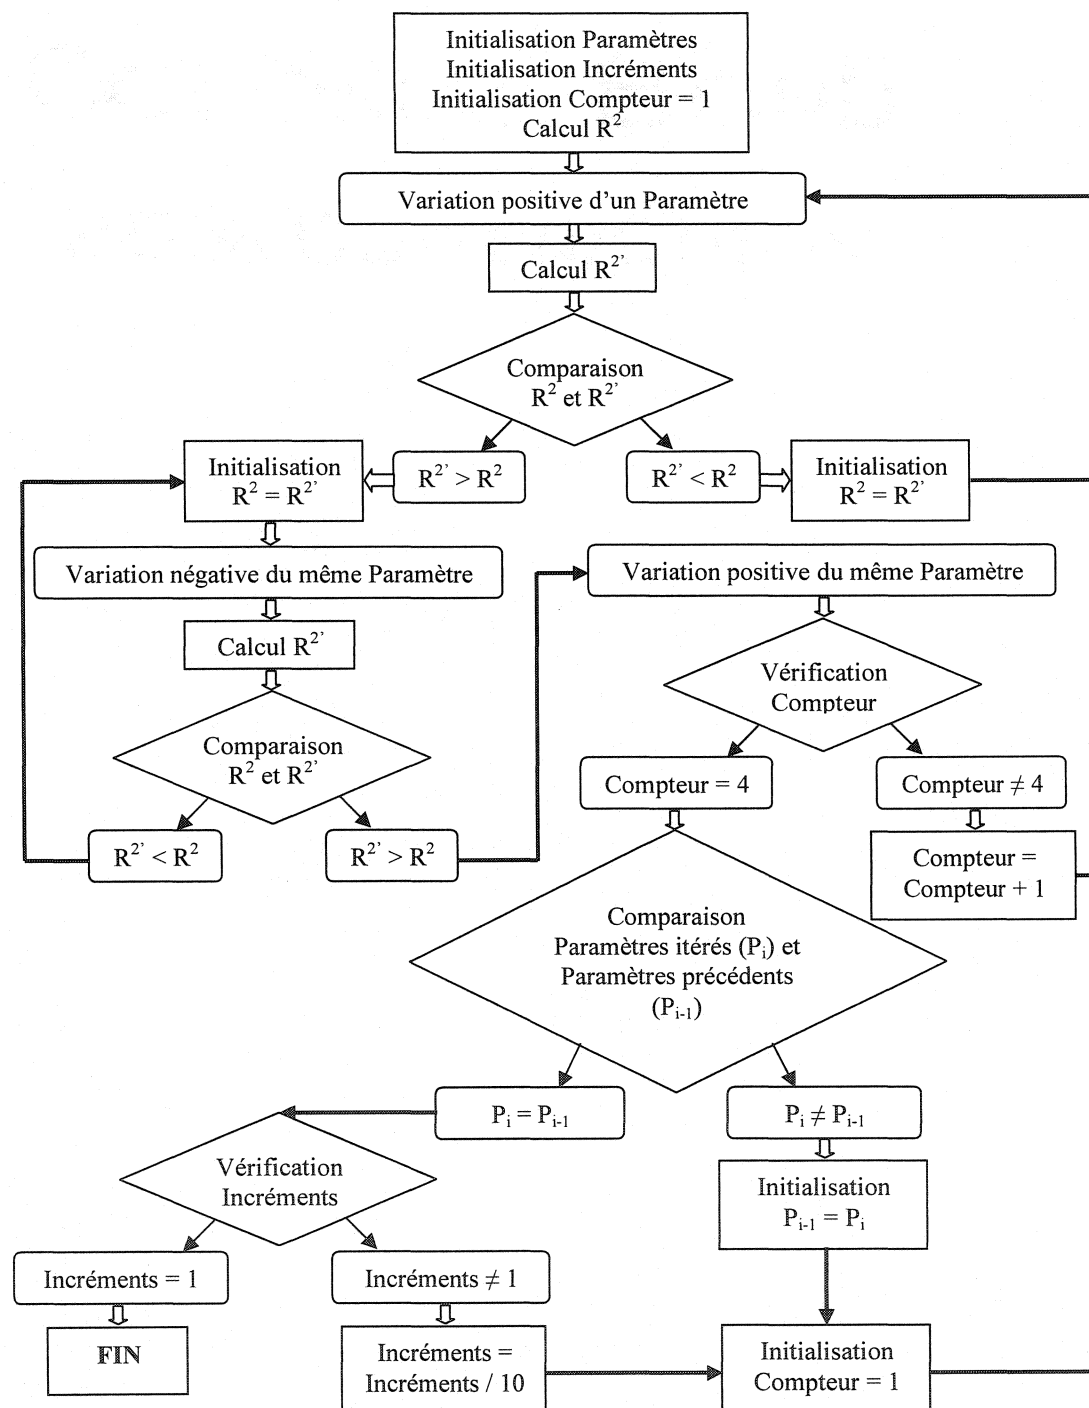 Initialisation Paramètres
Initialisation Incréments
Initialisation Compteur = 1
Calcul R²
Variation positive d'un Paramètre
Calcul R²'
Comparaison
R² et R²'
R²' > R²
R²' < R²
Initialisation
R² = R²'
Initialisation
R² = R²'
Variation négative du même Paramètre
Variation positive du même Paramètre
Calcul R²'
Vérification
Compteur
Comparaison
R² et R²'
Compteur = 4
Compteur ≠ 4
R²' < R²
R²' > R²
Compteur =
Compteur + 1
Comparaison
Paramètres itérés (Pᵢ) et
Paramètres précédents
(Pᵢ₋₁)
Pᵢ = Pᵢ₋₁
Pᵢ ≠ Pᵢ₋₁
Vérification
Incréments
Initialisation
Pᵢ₋₁ = Pᵢ
Incréments = 1
Incréments ≠ 1
FIN
Incréments =
Incréments / 10
Initialisation
Compteur = 1